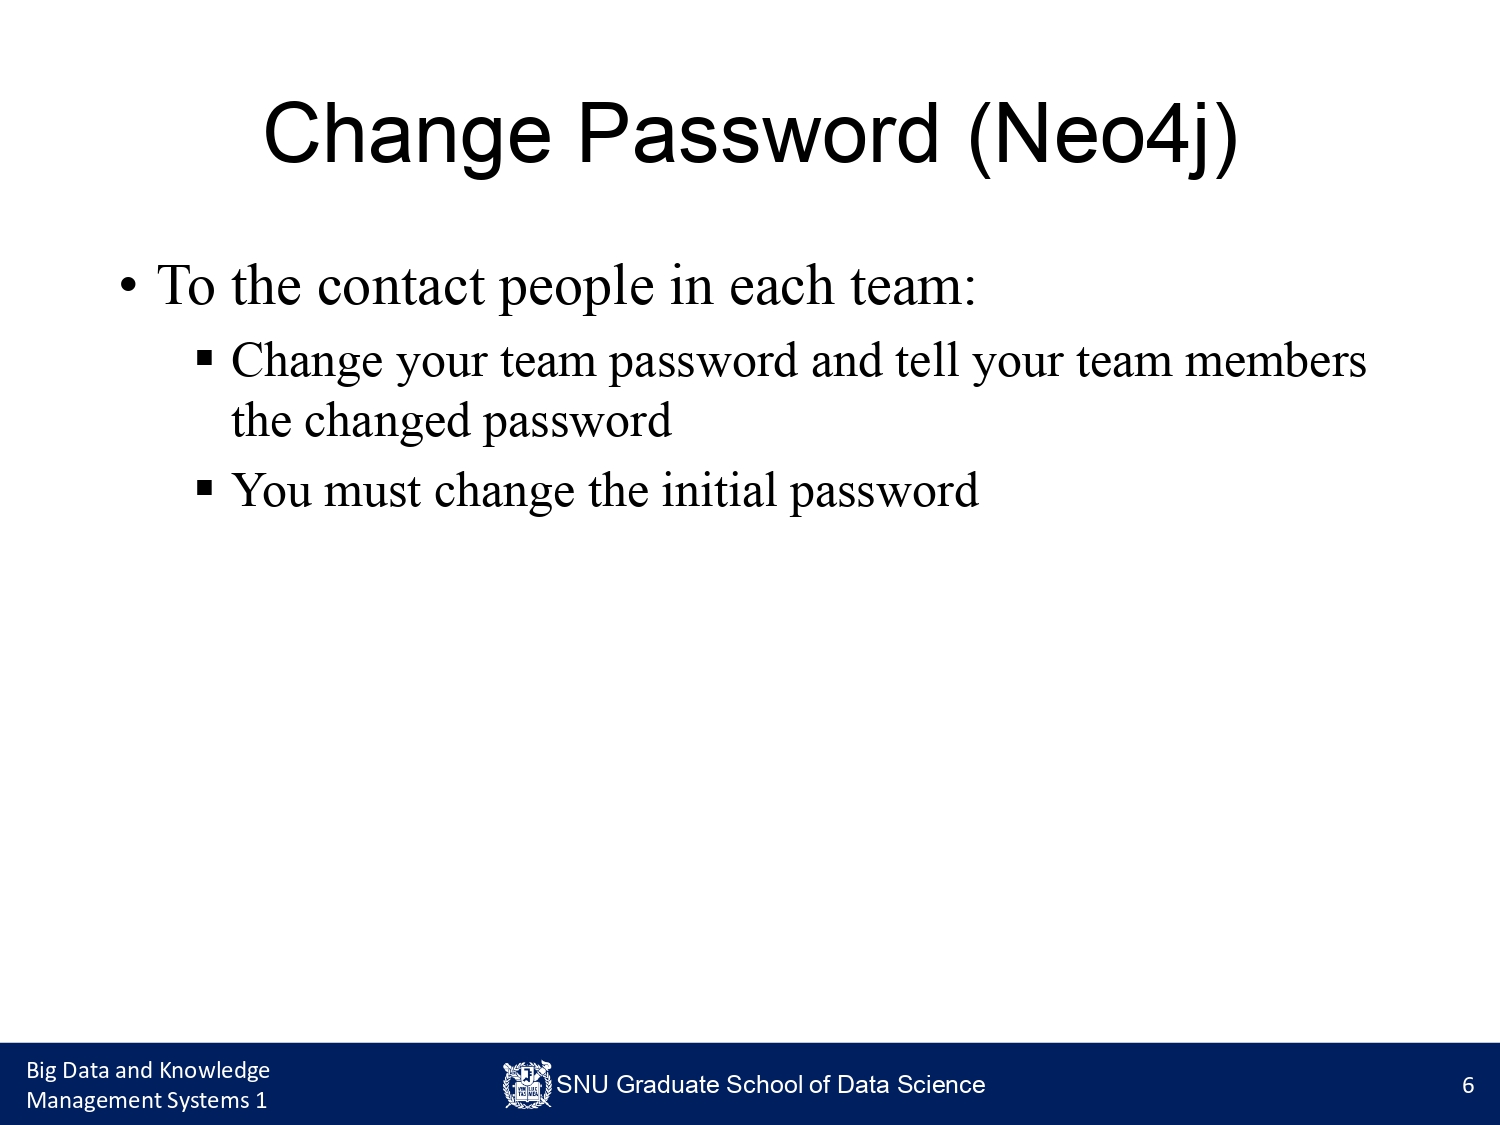 Change Password (Neo4j)
• To the contact people in each team:
▪ Change your team password and tell your team members
the changed password
▪ You must change the initial password
Big Data and Knowledge
Management Systems 1
SNU Graduate School of Data Science
6